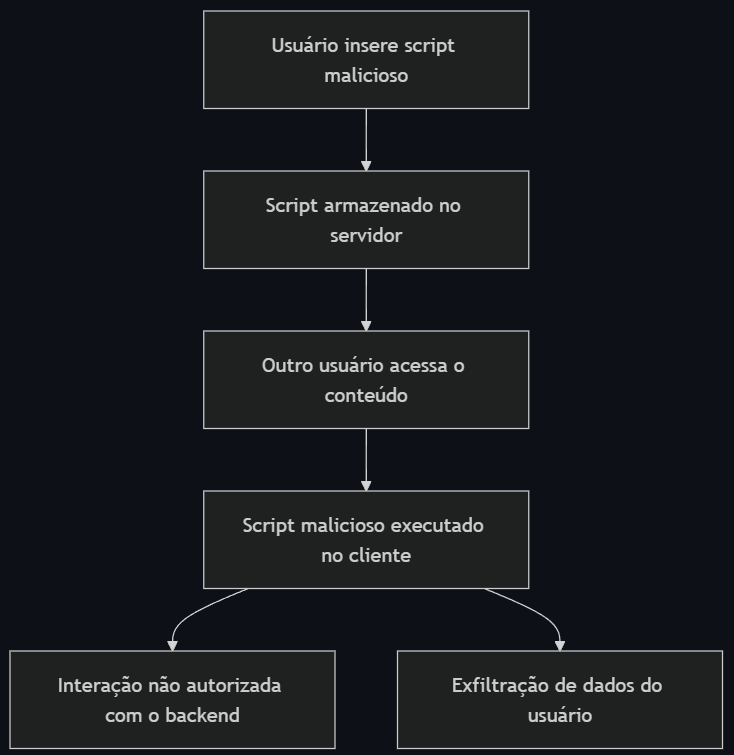 Usuário insere script
malicioso
Script armazenado no
servidor
Outro usuário acessa o
conteúdo
Script malicioso executado
no cliente
Interação não autorizada
com o backend
Exfiltração de dados do
usuário